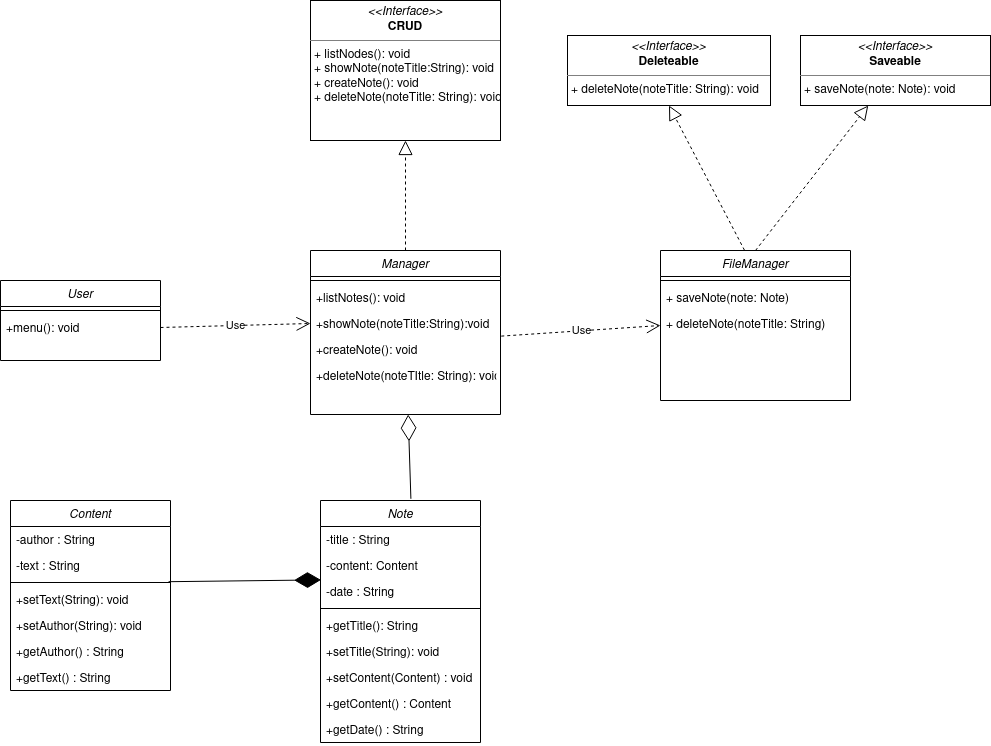 <<Interface>>
CRUD
+ listNodes(): void
+ showNote(noteTitle:String): void
+ createNote(): void
+ deleteNote(noteTitle: String): void
<<Interface>>
Deleteable
+ deleteNote(noteTitle: String): void
<<Interface>>
Saveable
+ saveNote(note: Note): void
User
+menu(): void
Use
Manager
+listNotes(): void
+showNote(noteTitle:String):void
+createNote(): void
+deleteNote(noteTItle: String): void
Use
FileManager
+ saveNote(note: Note)
+ deleteNote(noteTitle: String)
Content
-author : String
-text : String
+setText(String): void
+setAuthor(String): void
+getAuthor() : String
+getText() : String
Note
-title : String
-content: Content
-date : String
+getTitle(): String
+setTitle(String): void
+setContent(Content) : void
+getContent() : Content
+getDate() : String